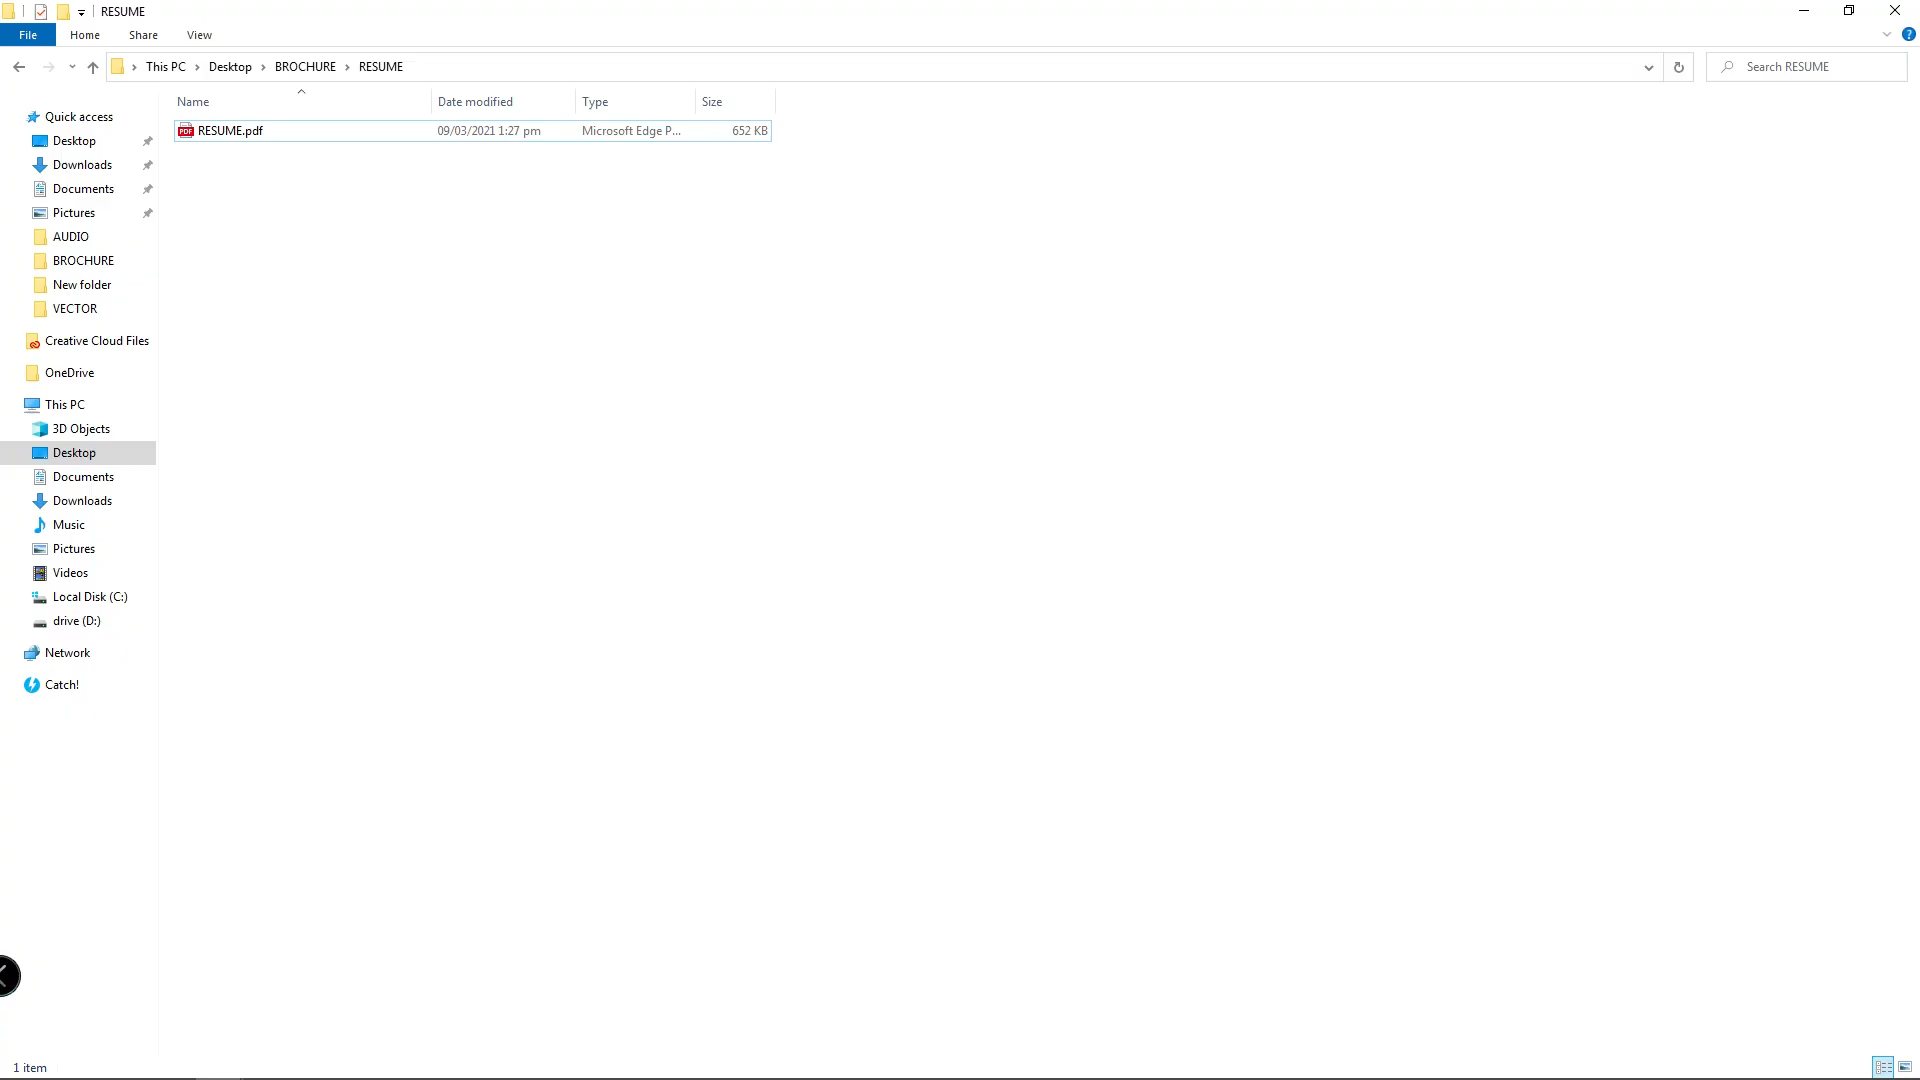 RESUME
File Home Share View
This PC Desktop BROCHURE RESUME Search RESUME
Name Date modified Type Size
RESUME.pdf 09/03/2021 1:27 pm Microsoft Edge P... 652 KB
Quick access
Desktop
Downloads
Documents
Pictures
AUDIO
BROCHURE
New folder
VECTOR
Creative Cloud Files
OneDrive
This PC
3D Objects
Desktop
Documents
Downloads
Music
Pictures
Videos
Local Disk (C:)
drive (D:)
Network
Catch!
1 item